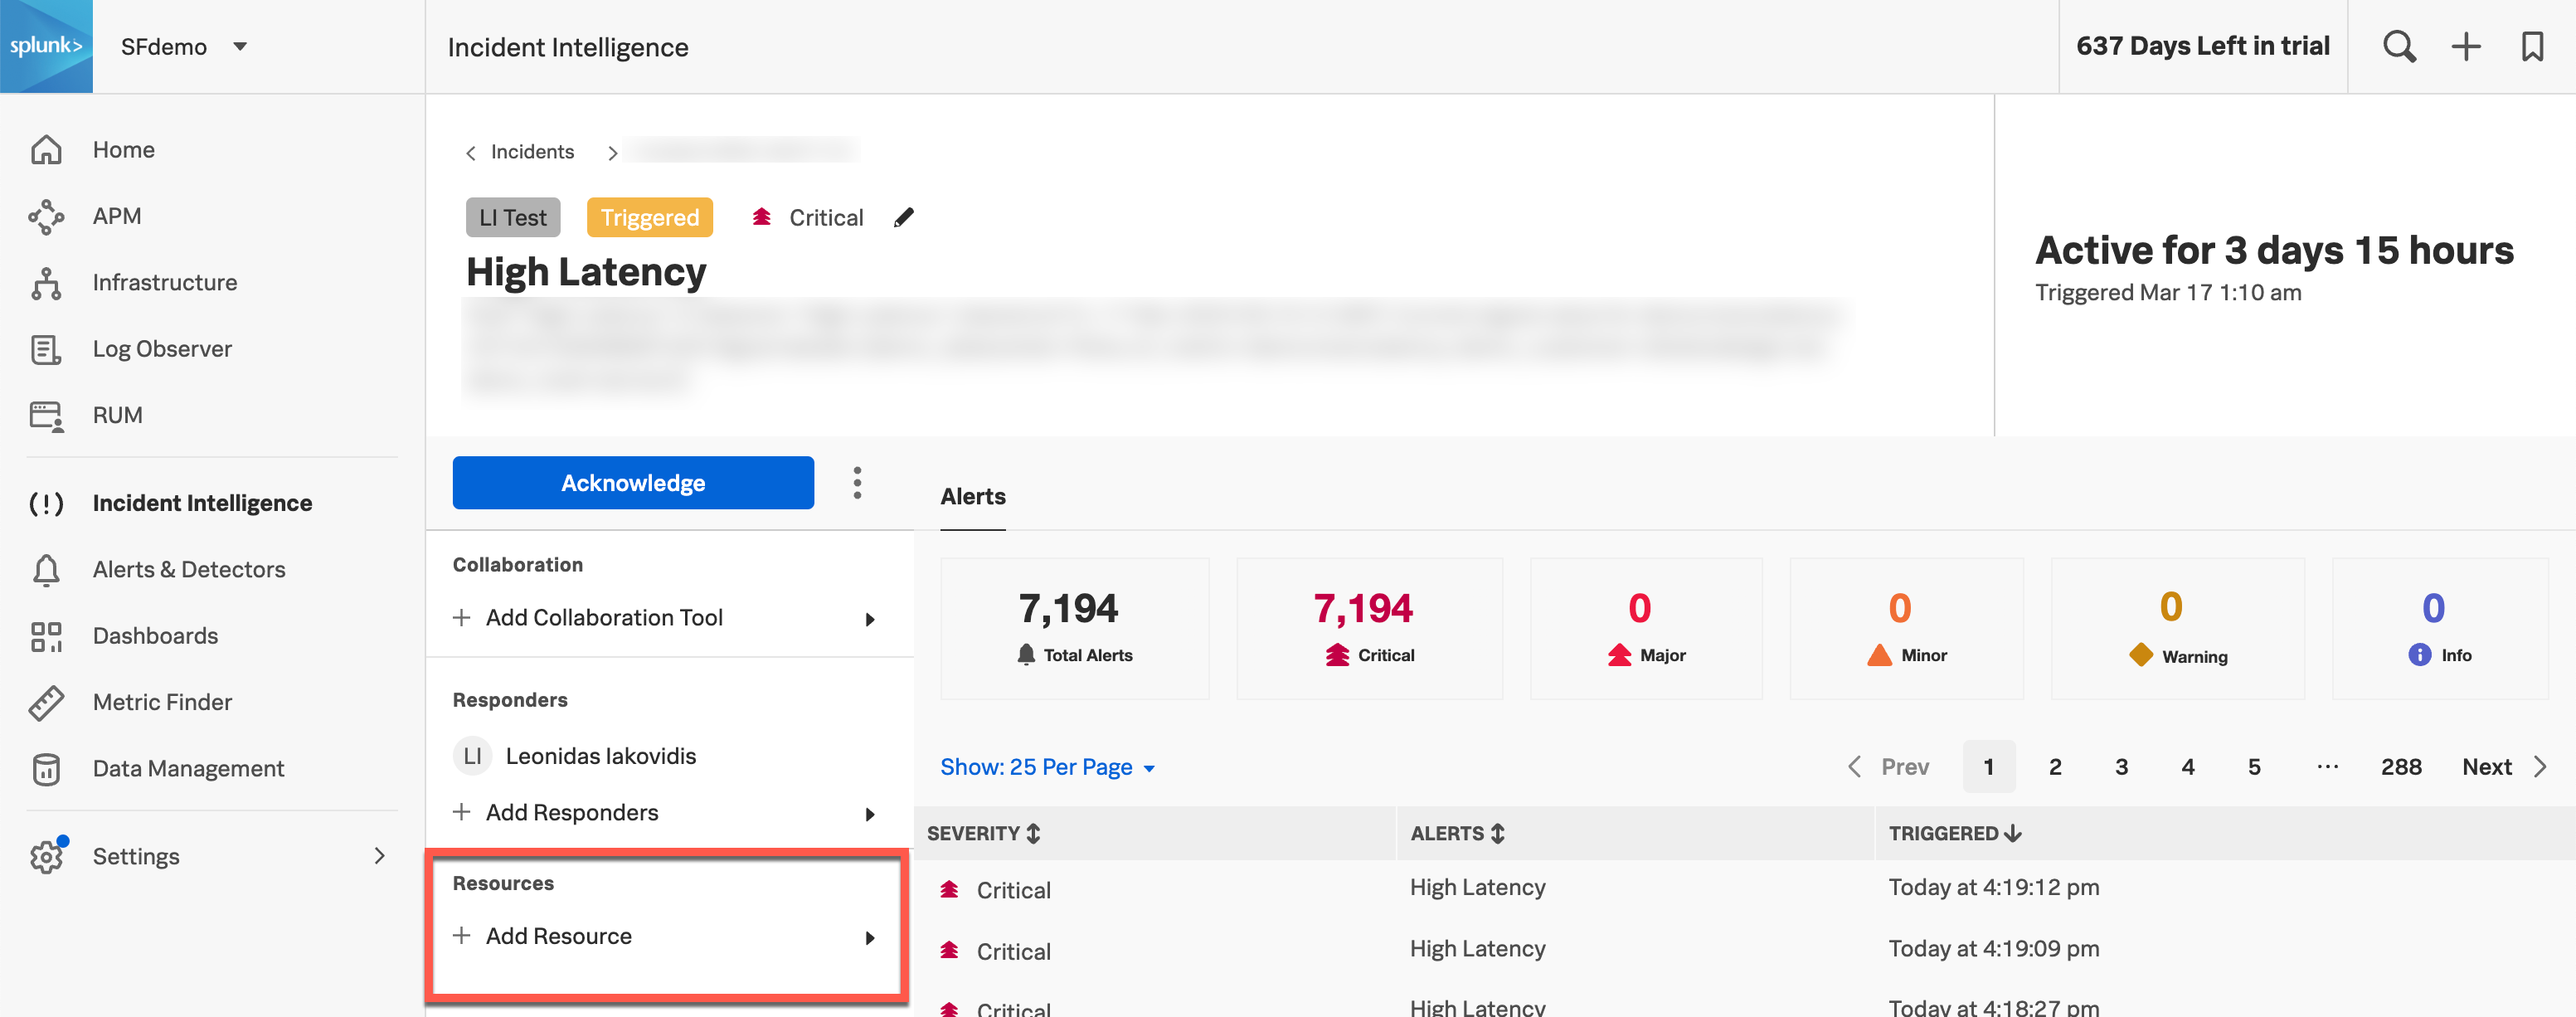 splunk>
SFdemo
Incident Intelligence
637 Days Left in trial
Home
APM
Infrastructure
Log Observer
RUM
Incident Intelligence
Alerts & Detectors
Dashboards
Metric Finder
Data Management
Settings
Incidents
LI Test
Triggered
Critical
High Latency
Active for 3 days 15 hours
Triggered Mar 17 1:10 am
Acknowledge
Collaboration
Add Collaboration Tool
Responders
LI Leonidas Iakovidis
Add Responders
Resources
Add Resource
Alerts
7,194
Total Alerts
7,194
Critical
0
Major
0
Minor
0
Warning
0
Info
Show: 25 Per Page
Prev 1 2 3 4 5 ... 288 Next
SEVERITY ALERTS TRIGGERED
Critical High Latency Today at 4:19:12 pm
Critical High Latency Today at 4:19:09 pm
Critical High Latency Today at 4:18:27 pm